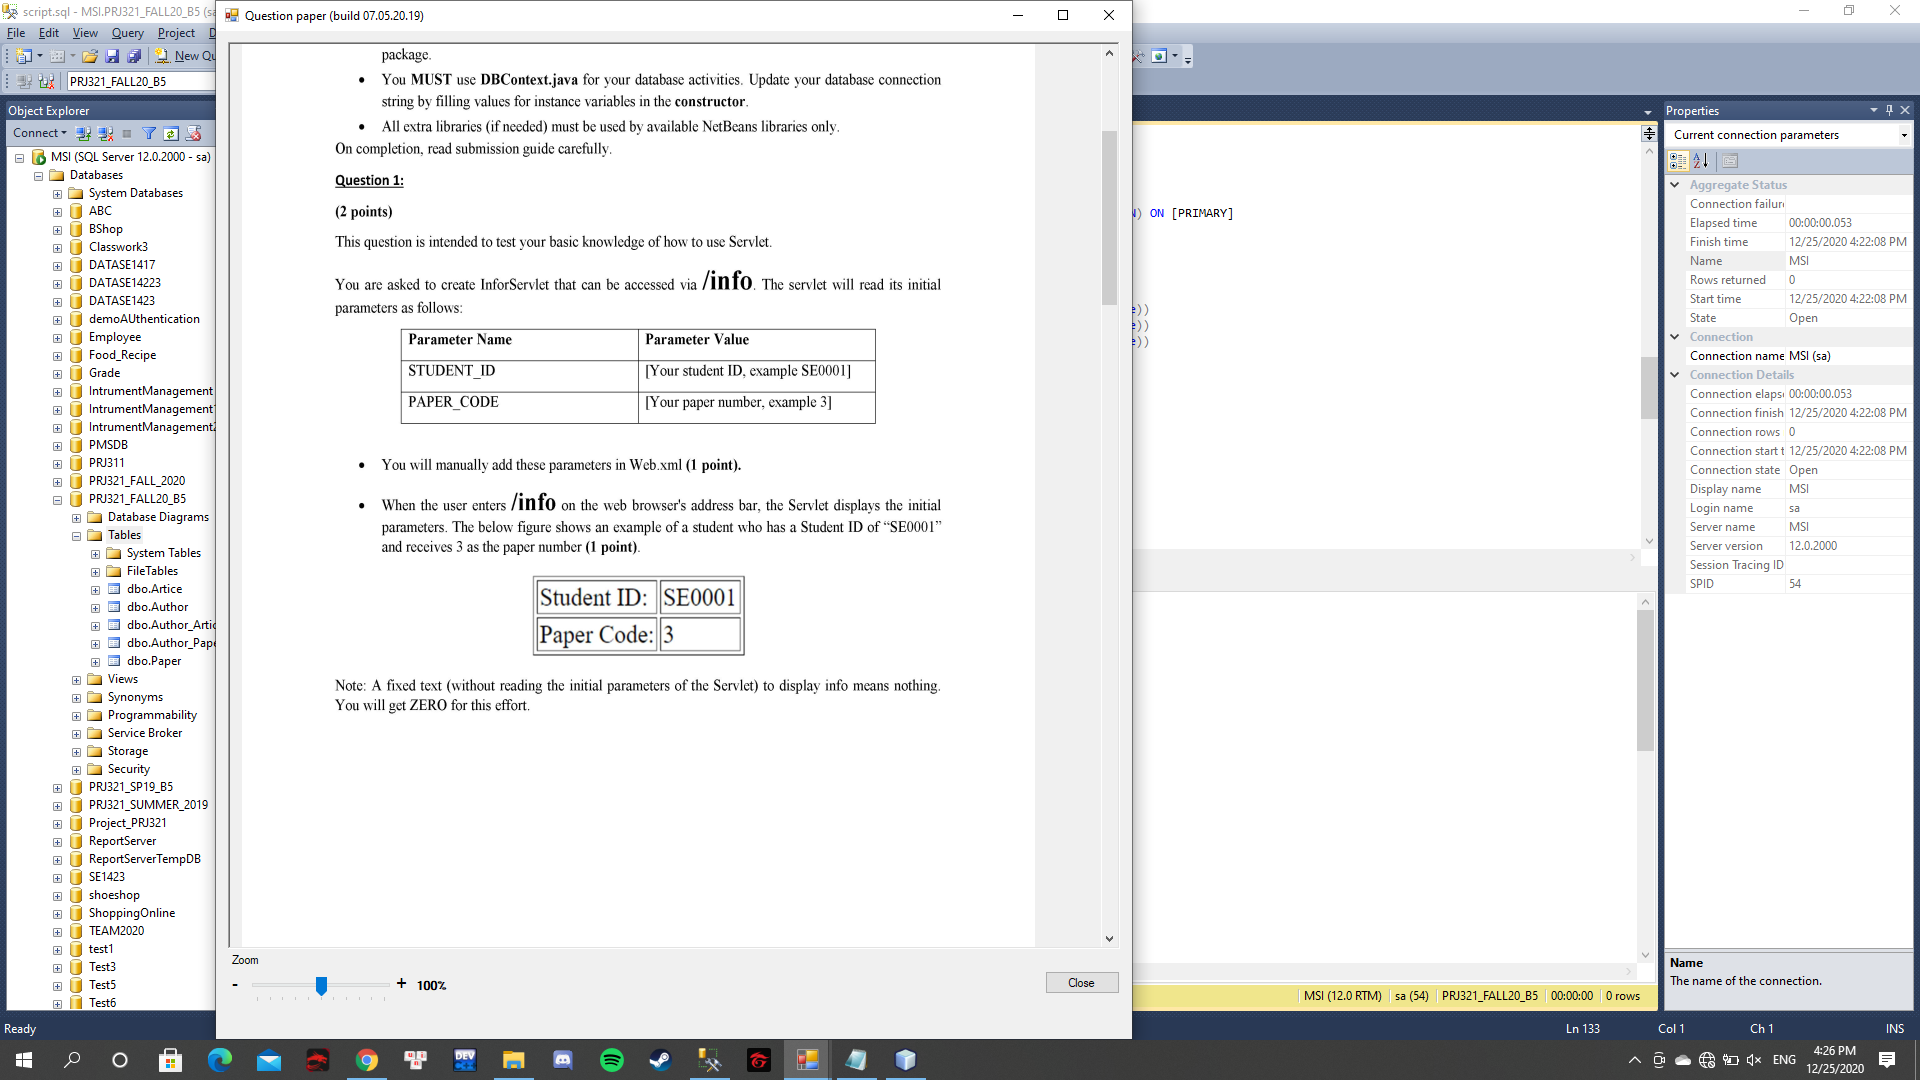 script.sql - MSI.PRJ321_FALL20_B5 (sa
File Edit View Query Project D
New Qu
PRJ321_FALL20_B5
Object Explorer
Connect
MSI (SQL Server 12.0.2000 - sa)
Databases
System Databases
ABC
BShop
Classwork3
DATASE1417
DATASE14223
DATASE1423
demoAUthentication
Employee
Food_Recipe
Grade
IntrumentManagement
IntrumentManagement
IntrumentManagement
PMSDB
PRJ311
PRJ321_FALL_2020
PRJ321_FALL20_B5
Database Diagrams
Tables
System Tables
FileTables
dbo.Artice
dbo.Author
dbo.Author_Artic
dbo.Author_Pape
dbo.Paper
Views
Synonyms
Programmability
Service Broker
Storage
Security
PRJ321_SP19_B5
PRJ321_SUMMER_2019
Project_PRJ321
ReportServer
ReportServerTempDB
SE1423
shoeshop
ShoppingOnline
TEAM2020
test1
Test3
Test5
Test6
Question paper (build 07.05.20.19)
package.
• You MUST use DBContext.java for your database activities. Update your database connection
string by filling values for instance variables in the constructor.
• All extra libraries (if needed) must be used by available NetBeans libraries only.
On completion, read submission guide carefully.
Question 1:
(2 points)
This question is intended to test your basic knowledge of how to use Servlet.
You are asked to create InforServlet that can be accessed via /info. The servlet will read its initial
parameters as follows:
Parameter Name Parameter Value
STUDENT_ID [Your student ID, example SE0001]
PAPER_CODE [Your paper number, example 3]
• You will manually add these parameters in Web.xml (1 point).
• When the user enters /info on the web browser's address bar, the Servlet displays the initial
parameters. The below figure shows an example of a student who has a Student ID of “SE0001”
and receives 3 as the paper number (1 point).
Student ID: SE0001
Paper Code: 3
Note: A fixed text (without reading the initial parameters of the Servlet) to display info means nothing.
You will get ZERO for this effort.
Zoom
- + 100%
Close
) ON [PRIMARY]
e))
e))
e))
Properties
Current connection parameters
Aggregate Status
Connection failure
Elapsed time 00:00:00.053
Finish time 12/25/2020 4:22:08 PM
Name MSI
Rows returned 0
Start time 12/25/2020 4:22:08 PM
State Open
Connection
Connection name MSI (sa)
Connection Details
Connection elapse 00:00:00.053
Connection finish 12/25/2020 4:22:08 PM
Connection rows 0
Connection start t 12/25/2020 4:22:08 PM
Connection state Open
Display name MSI
Login name sa
Server name MSI
Server version 12.0.2000
Session Tracing ID
SPID 54
Name
The name of the connection.
MSI (12.0 RTM) sa (54) PRJ321_FALL20_B5 00:00:00 0 rows
Ready Ln 133 Col 1 Ch 1 INS
DEV
ENG
4:26 PM
12/25/2020